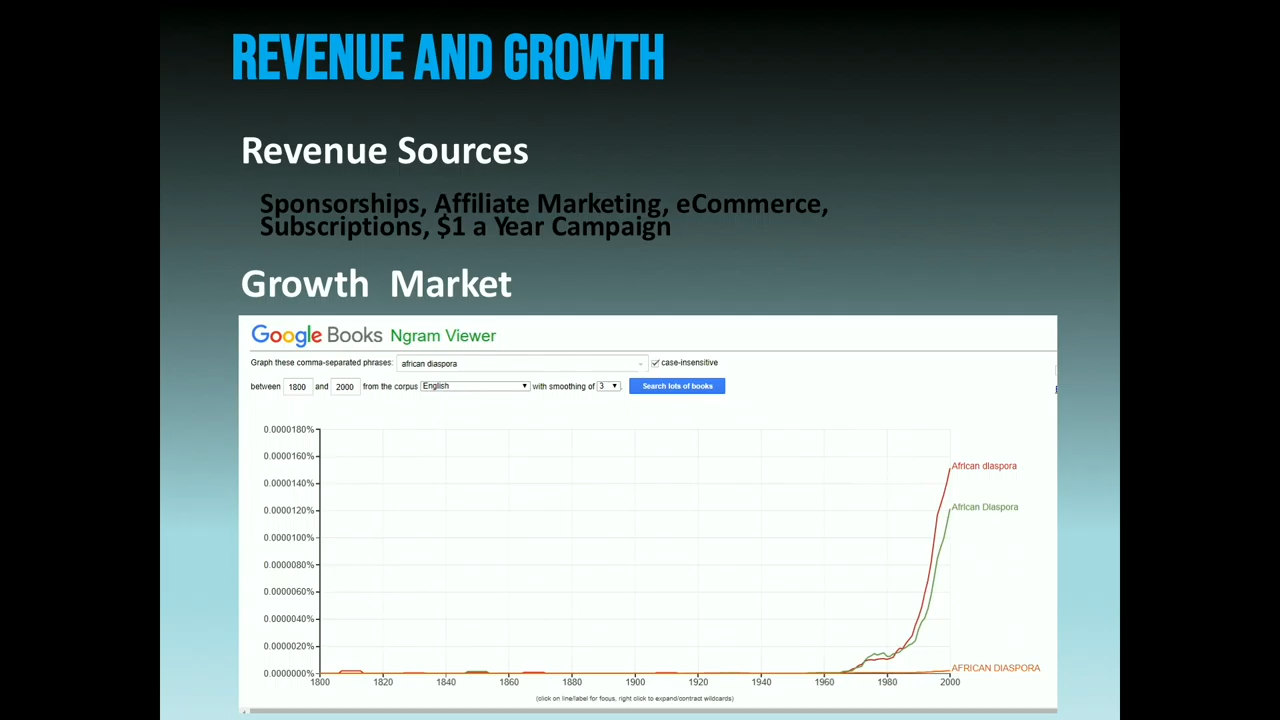 REVENUE AND GROWTH
Revenue Sources
Sponsorships, Affiliate Marketing, eCommerce,
Subscriptions, $1 a Year Campaign
Growth  Market
Google Books Ngram Viewer
Graph these comma-separated phrases: african diaspora case-insensitive
between 1800 and 2000 from the corpus English with smoothing of 3 . Search lots of books
0.0000180%
0.0000160%
African diaspora
0.0000140%
0.0000120%
African Diaspora
0.0000100%
0.0000080%
0.0000060%
0.0000040%
0.0000020%
0.0000000%
AFRICAN DIASPORA
1800 1820 1840 1860 1880 1900 1920 1940 1960 1980 2000
(click on line/label for focus, right click to expand/contract wildcards)